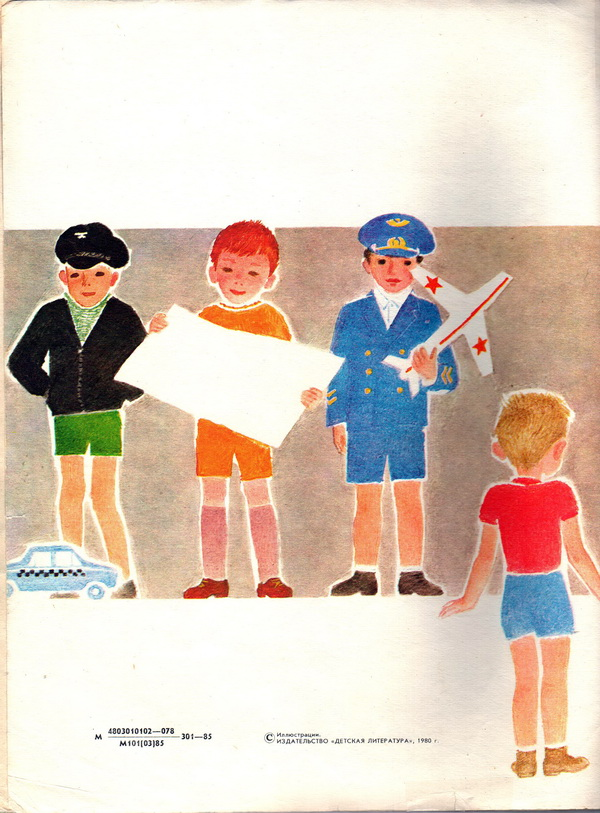 М 4803010102—078 301—85
М101[03]85
© Иллюстрации.
ИЗДАТЕЛЬСТВО «ДЕТСКАЯ ЛИТЕРАТУРА», 1980 г.